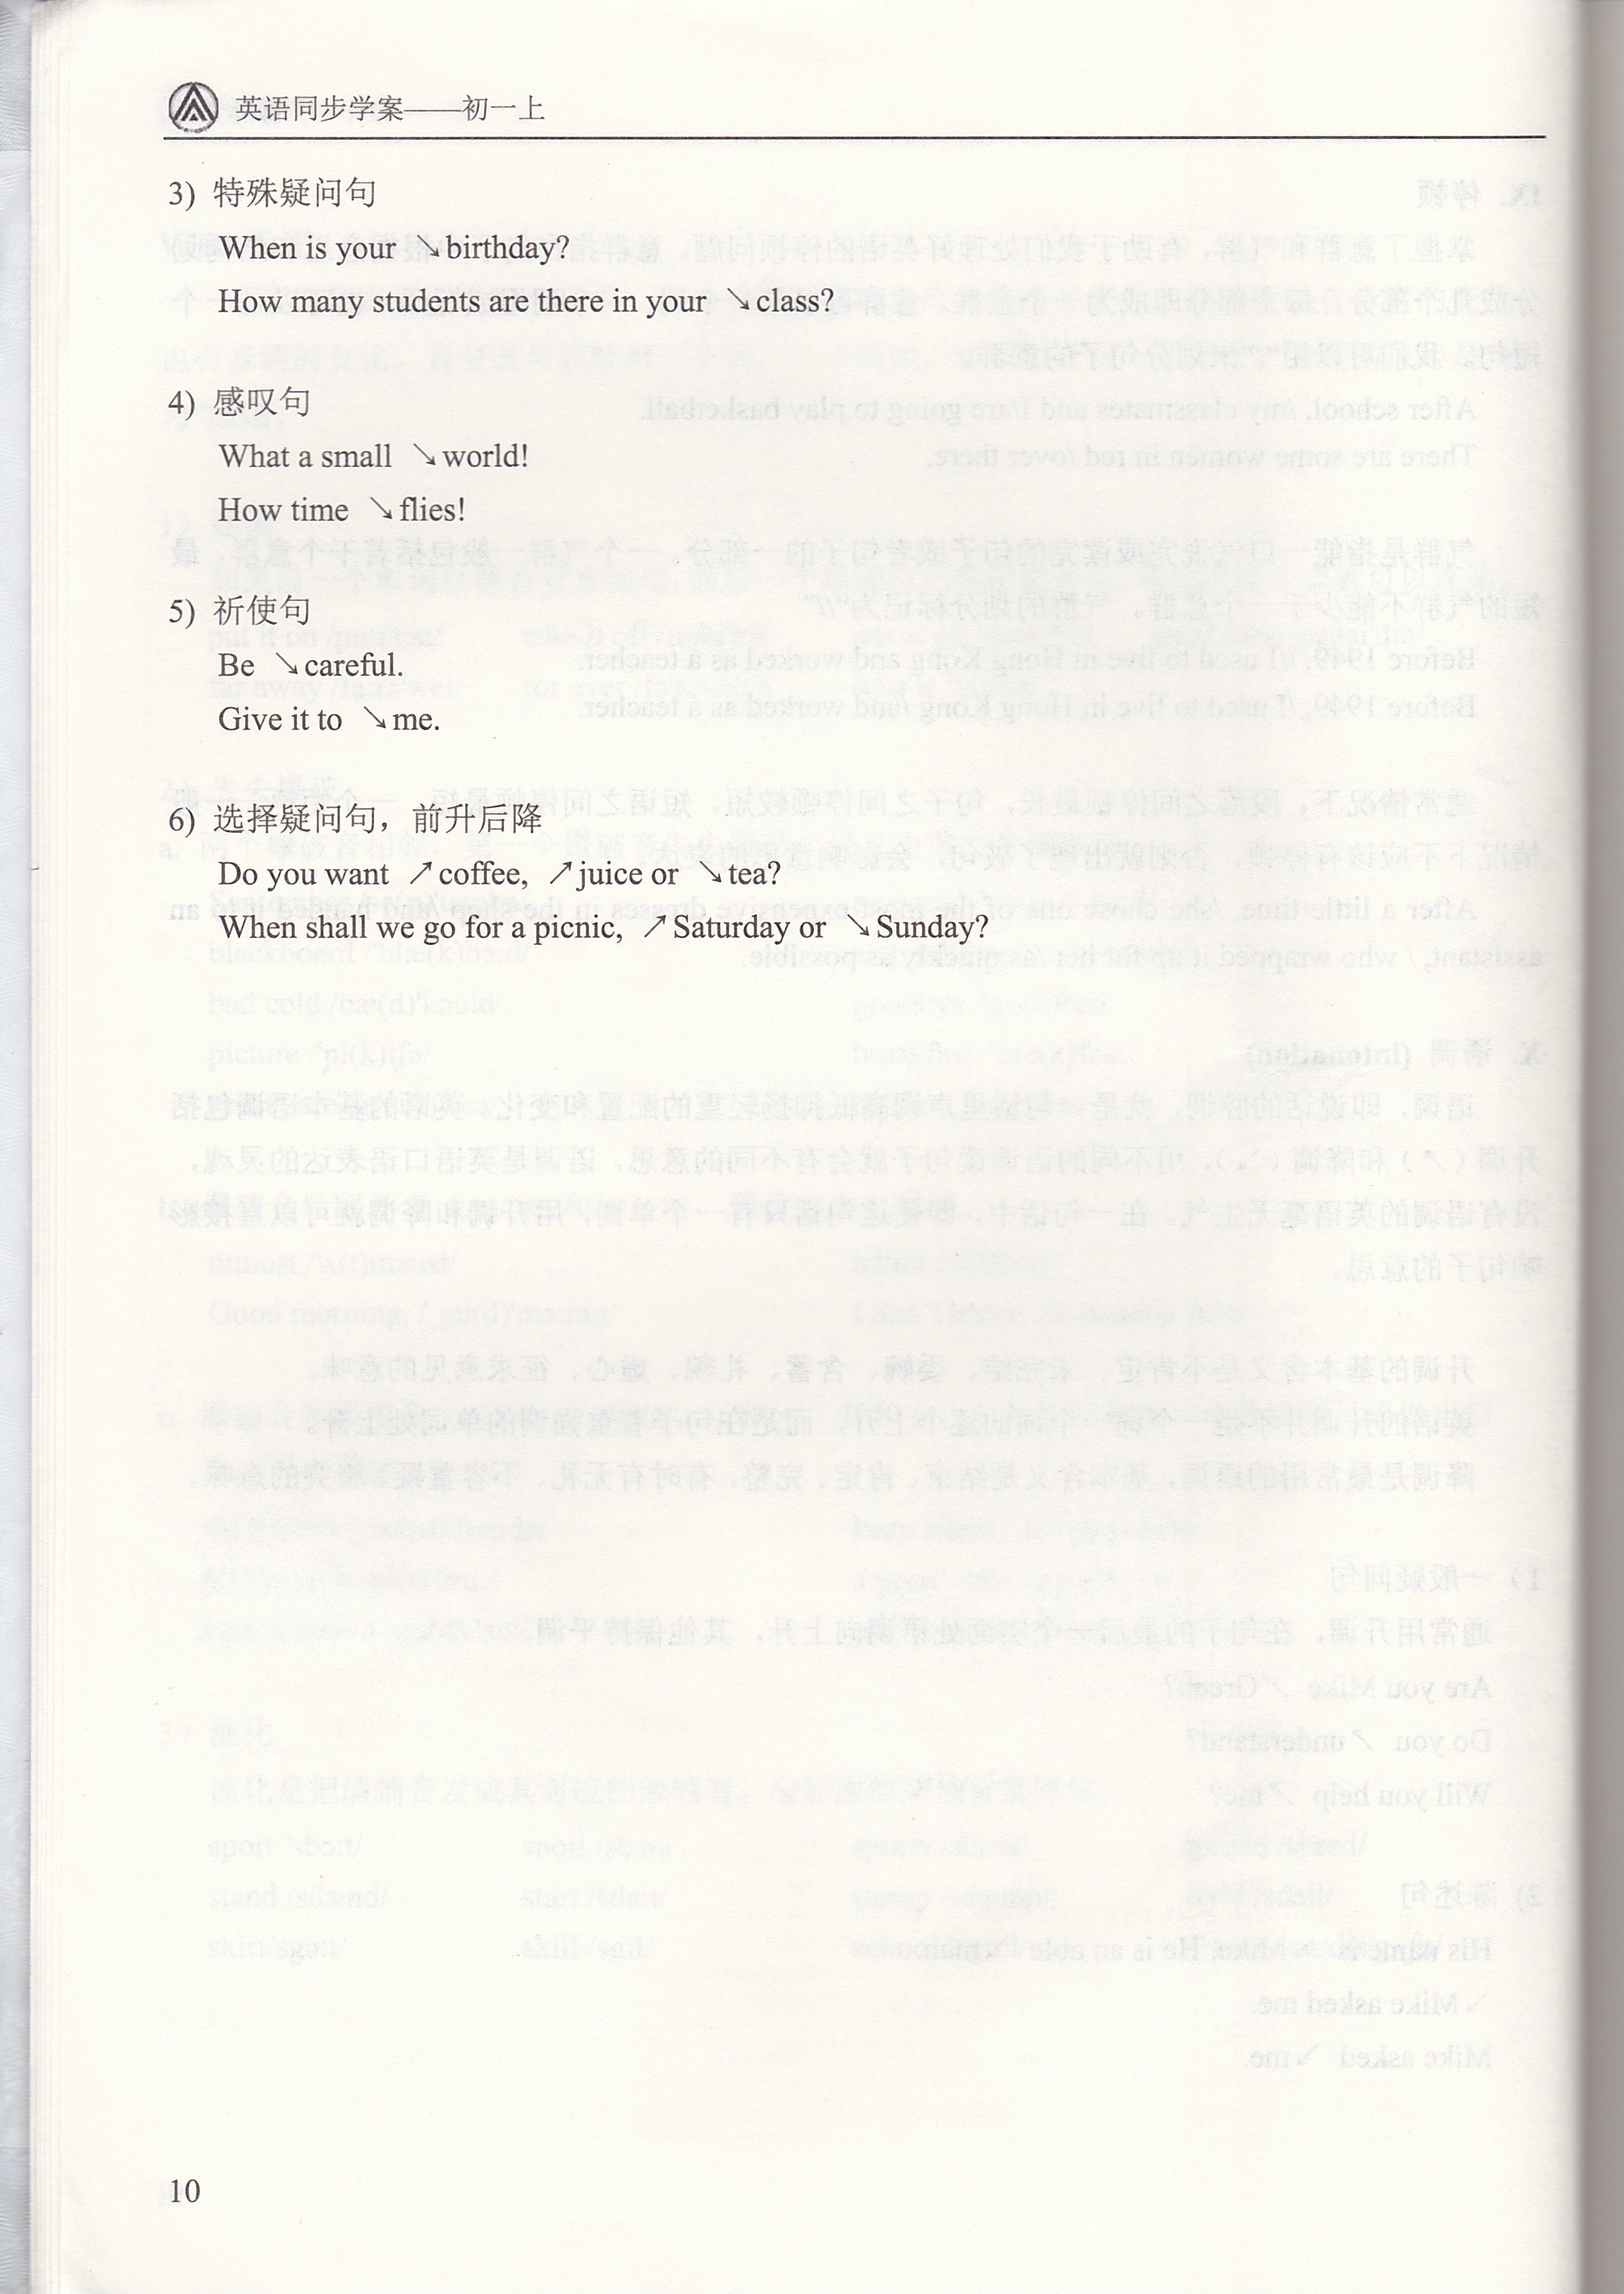 英语同步学案——初一上
3) 特殊疑问句
When is your ↘birthday?
How many students are there in your ↘class?
4) 感叹句
What a small ↘world!
How time ↘flies!
5) 祈使句
Be ↘careful.
Give it to ↘me.
6) 选择疑问句，前升后降
Do you want ↗coffee, ↗juice or ↘tea?
When shall we go for a picnic, ↗Saturday or ↘Sunday?
10